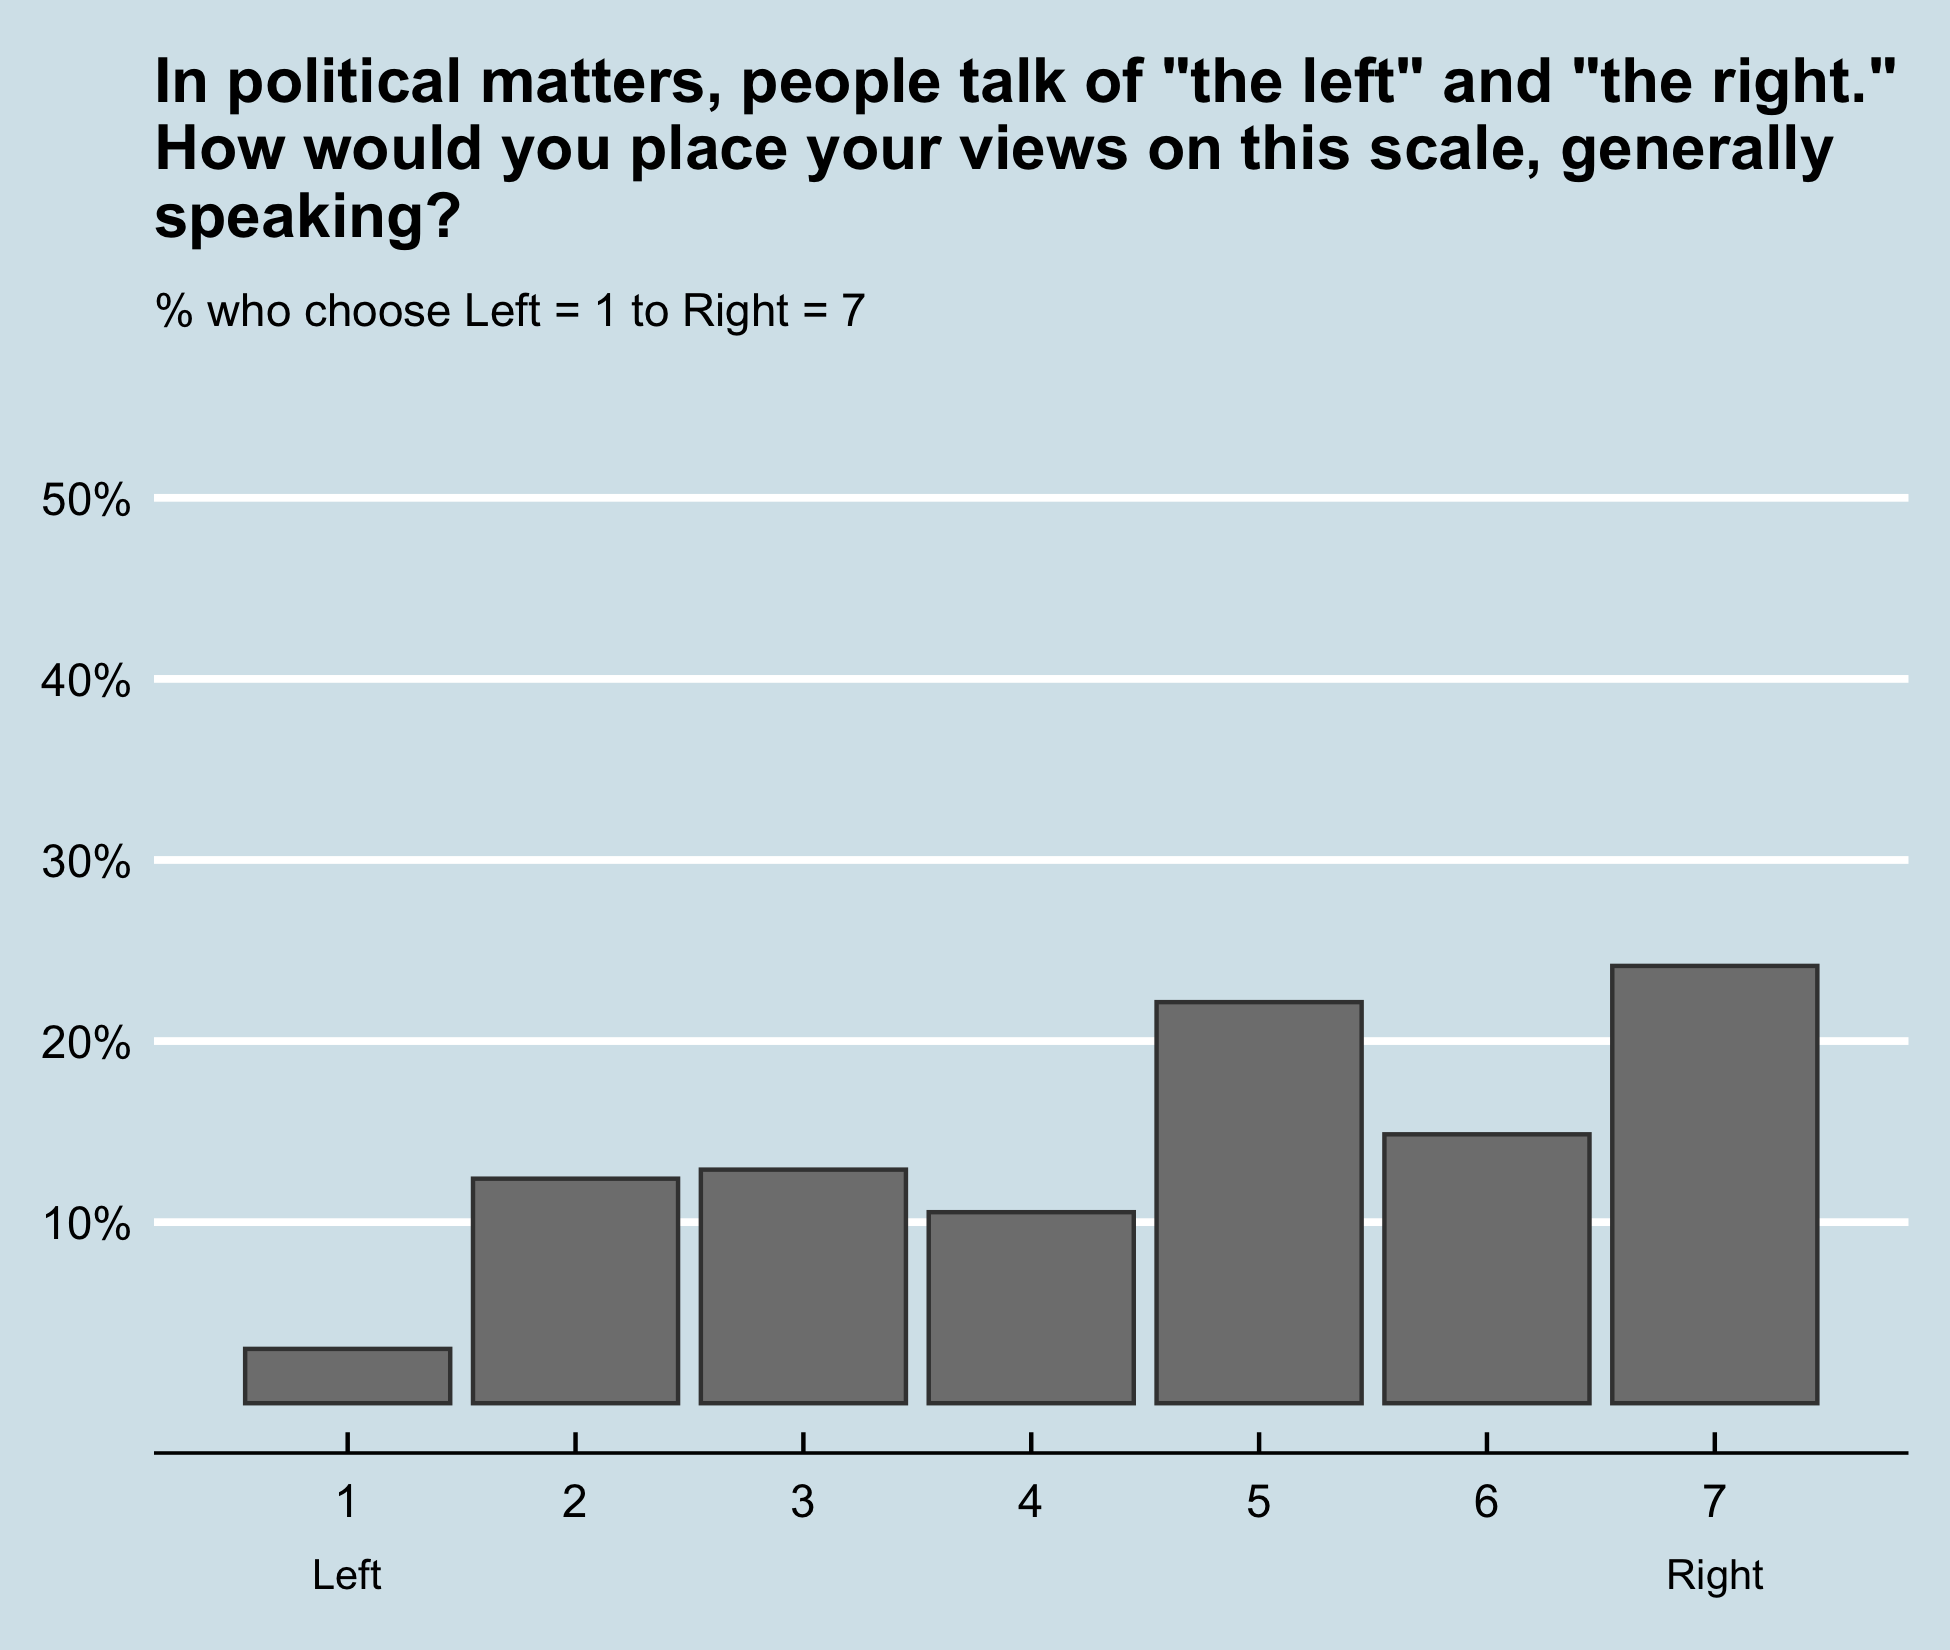 In political matters, people talk of "the left" and "the right."
How would you place your views on this scale, generally
speaking?
% who choose Left = 1 to Right = 7
50%
40%
30%
20%
10%
1 2 3 4 5 6 7
Left Right